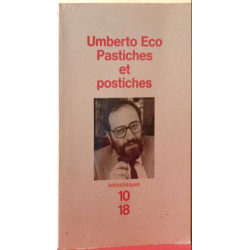 Umberto Eco
Pastiches
et
postiches
bibliothèques
10
18